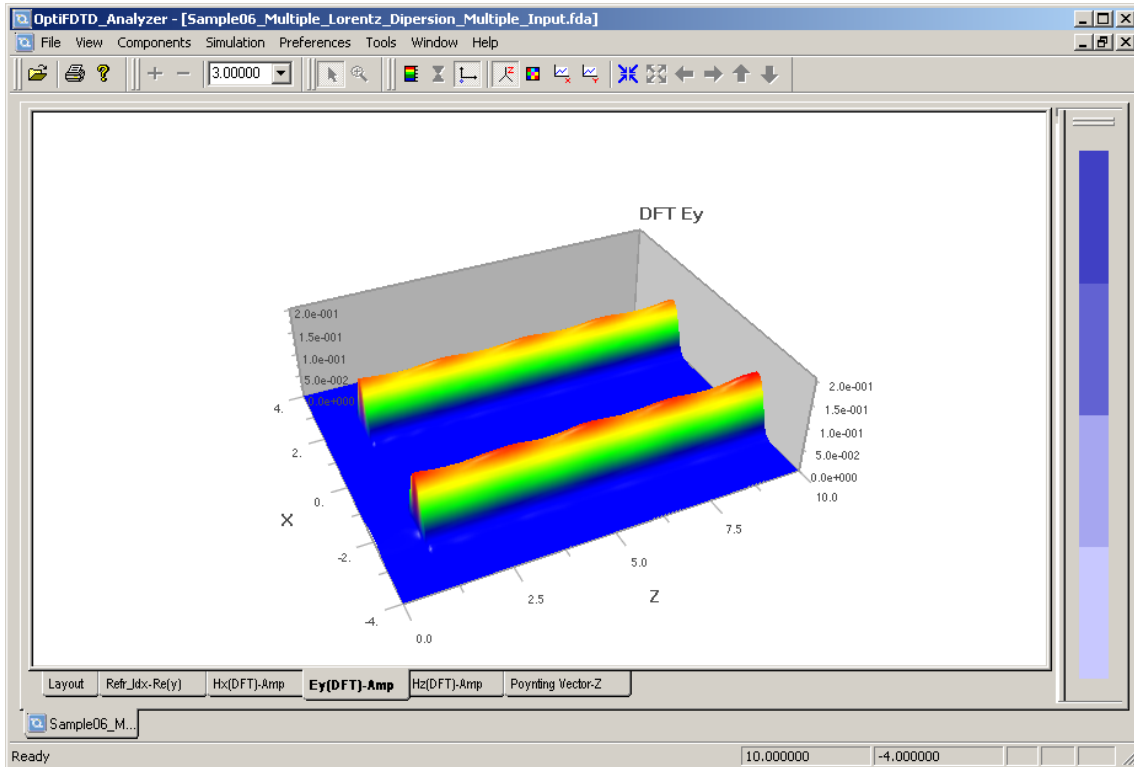 OptiFDTD_Analyzer - [Sample06_Multiple_Lorentz_Dipersion_Multiple_Input.fda]
File View Components Simulation Preferences Tools Window Help
3.00000
DFT Ey
2.0e-001
1.5e-001
1.0e-001
5.0e-002
0.0e+000
4.
2.
0.
-2.
-4.
X
0.0
2.5
5.0
7.5
10.0
Z
2.0e-001
1.5e-001
1.0e-001
5.0e-002
0.0e+000
Layout Refr_Idx-Re(y) Hx(DFT)-Amp Ey(DFT)-Amp Hz(DFT)-Amp Poynting Vector-Z
Sample06_M...
Ready 10.000000 -4.000000